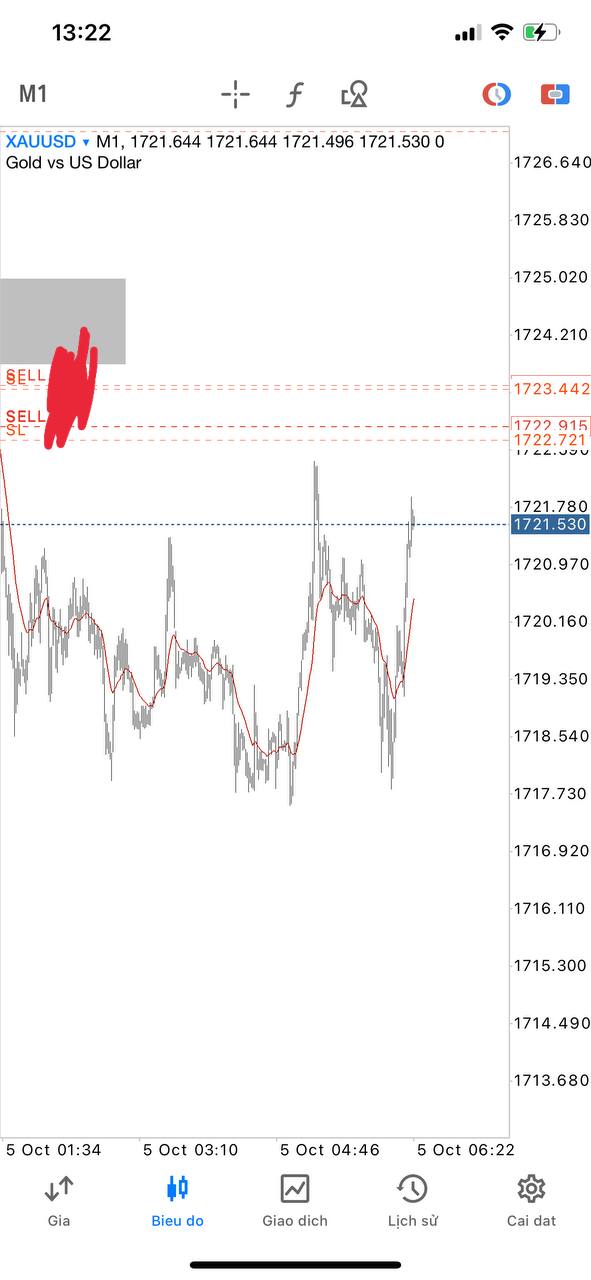 13:22
M1
XAUUSD ▾ M1, 1721.644 1721.644 1721.496 1721.530 0
Gold vs US Dollar
1726.640
1725.830
1725.020
1724.210
SELL
SL
1723.442
SELL
1722.915
SL
1722.721
1722.590
1721.780
1721.530
1720.970
1720.160
1719.350
1718.540
1717.730
1716.920
1716.110
1715.300
1714.490
1713.680
5 Oct 01:34 5 Oct 03:10 5 Oct 04:46 5 Oct 06:22
Gia Bieu do Giao dich Lịch sử Cai dat